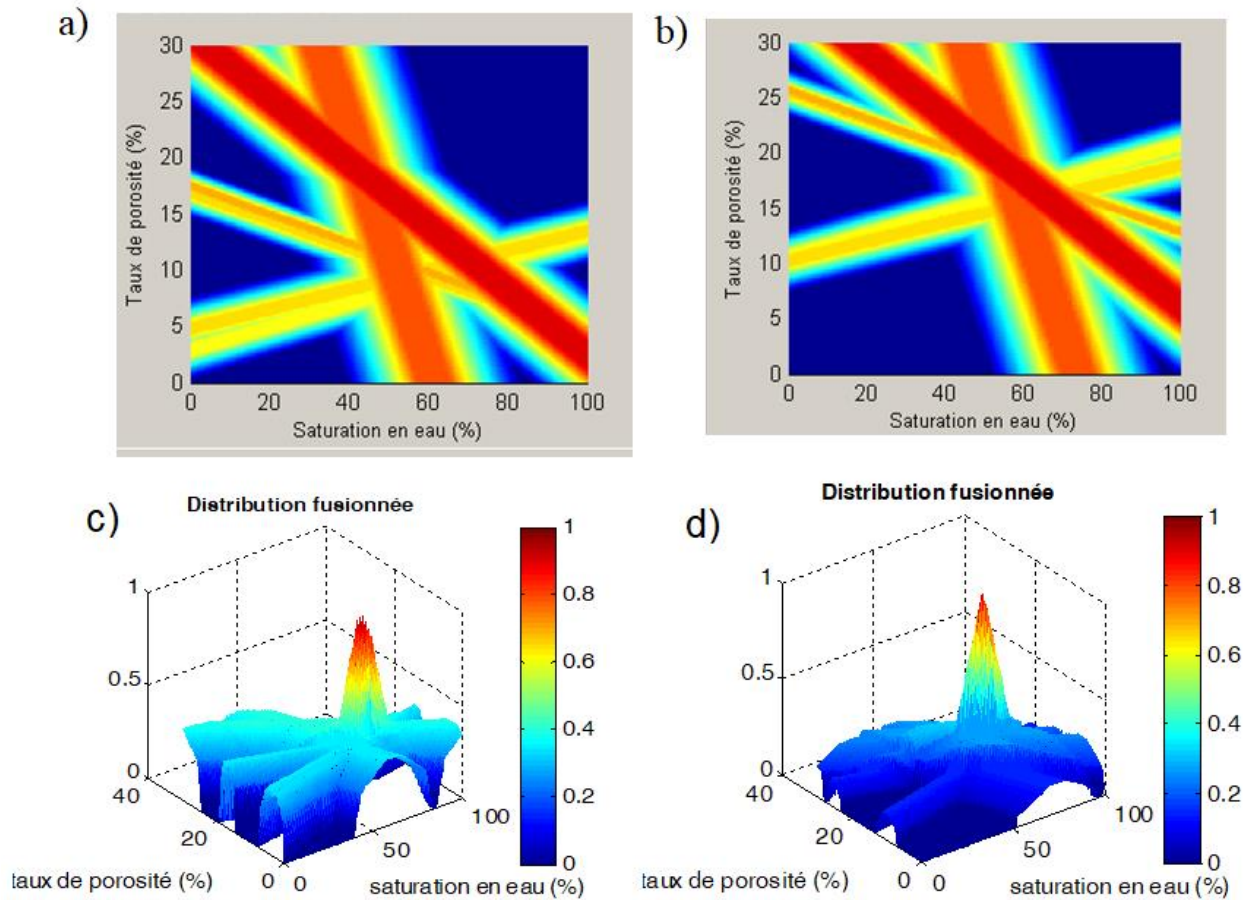 a)
30
25
20
15
10
5
0
Taux de porosité (%)
0 20 40 60 80 100
Saturation en eau (%)
b)
30
25
20
15
10
5
0
Taux de porosité (%)
0 20 40 60 80 100
Saturation en eau (%)
c)
Distribution fusionnée
1
0.5
0
40
20
0
0
50
100
taux de porosité (%)
saturation en eau (%)
1
0.8
0.6
0.4
0.2
0
d)
Distribution fusionnée
1
0.5
0
40
20
0
0
50
100
taux de porosité (%)
saturation en eau (%)
1
0.8
0.6
0.4
0.2
0